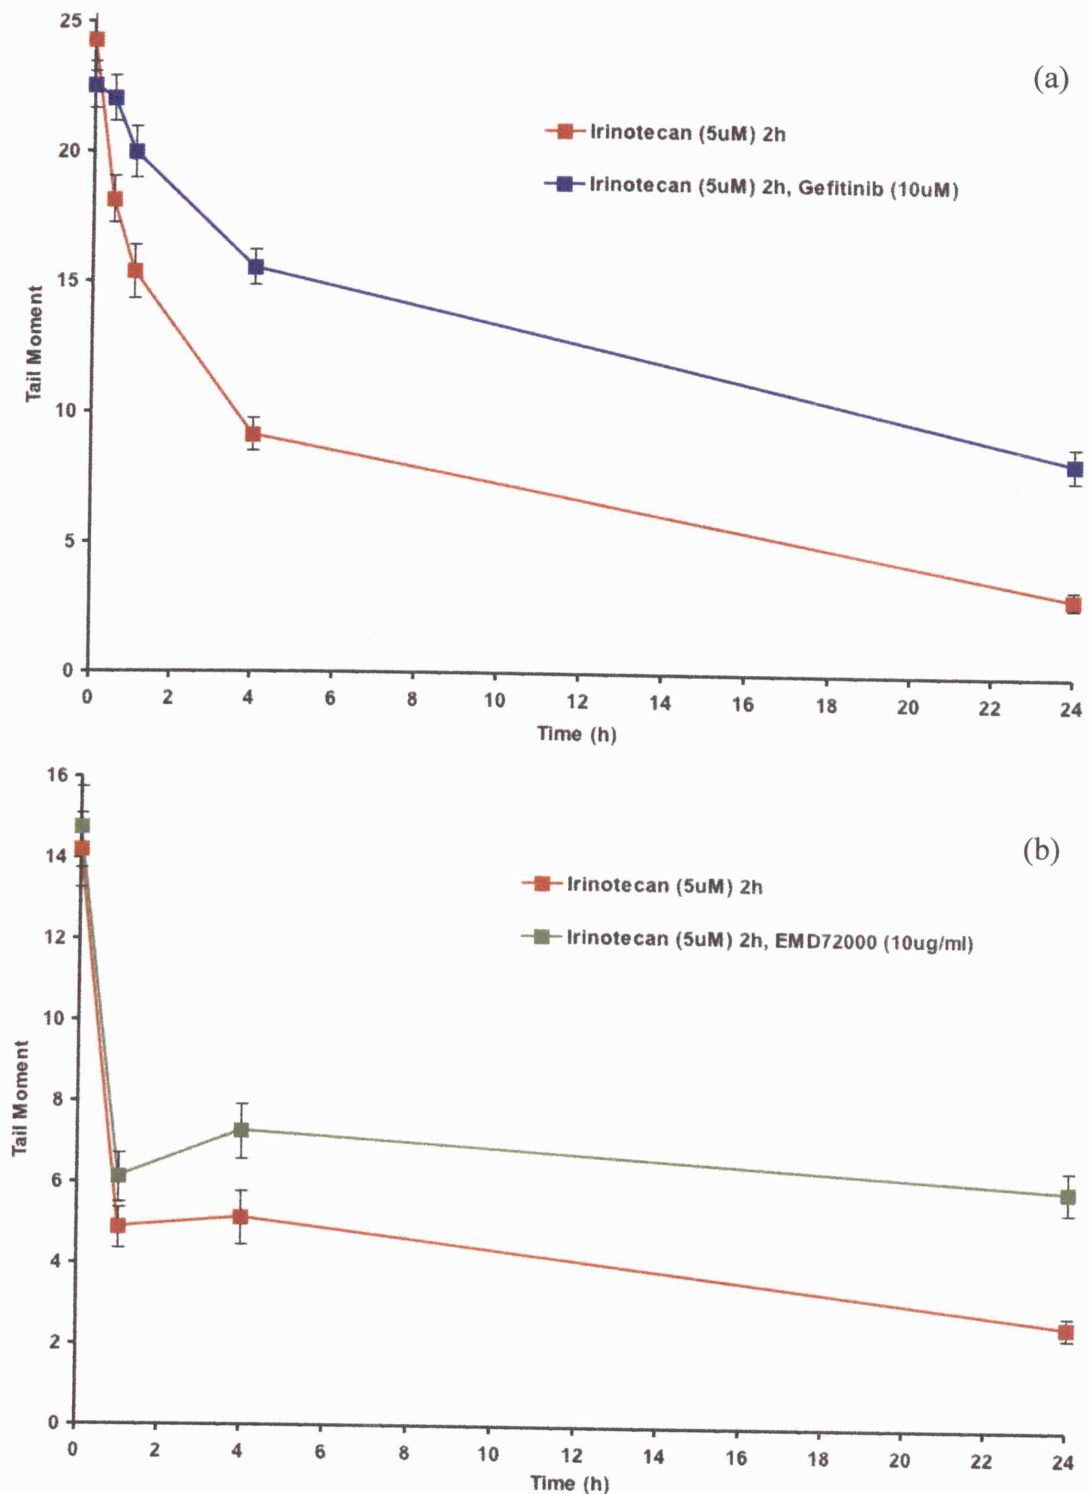 25
(a)
Irinotecan (5uM) 2h
20
Irinotecan (5uM) 2h, Gefitinib (10uM)
15
Tail Moment
10
5
0
0 2 4 6 8 10 12 14 16 18 20 22 24
Time (h)
16
(b)
14
Irinotecan (5uM) 2h
12
Irinotecan (5uM) 2h, EMD72000 (10ug/ml)
10
Tail Moment
8
6
4
2
0
0 2 4 6 8 10 12 14 16 18 20 22 24
Time (h)